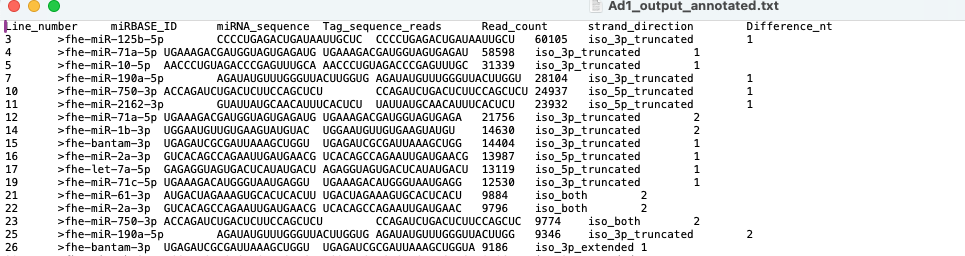 Ad1_output_annotated.txt
Line_number miRBASE_ID miRNA_sequence Tag_sequence_reads Read_count strand_direction Difference_nt
3 >fhe-miR-125b-5p CCCCUGAGACUGAUAAUUGCUC CCCCUGAGACUGAUAAUUGCU 60105 iso_3p_truncated 1
4 >fhe-miR-71a-5p UGAAAGACGAUGGUAGUGAGAUG UGAAAGACGAUGGUAGUGAGAU 58598 iso_3p_truncated 1
5 >fhe-miR-10-5p AACCCUGUAGACCCGAGUUUGCA AACCCUGUAGACCCGAGUUUGC 31339 iso_3p_truncated 1
7 >fhe-miR-190a-5p AGAUAUGUUUGGGUUACUUGGUG AGAUAUGUUUGGGUUACUUGGU 28104 iso_3p_truncated 1
10 >fhe-miR-750-3p ACCAGAUCUGACUCUUCCAGCUCU CCAGAUCUGACUCUUCCAGCUCU 24937 iso_5p_truncated 1
11 >fhe-miR-2162-3p GUAUUAUGCAACAUUUCACUCU UAUUAUGCAACAUUUCACUCU 23932 iso_5p_truncated 1
12 >fhe-miR-71a-5p UGAAAGACGAUGGUAGUGAGAUG UGAAAGACGAUGGUAGUGAGA 21756 iso_3p_truncated 2
14 >fhe-miR-1b-3p UGGAAUGUUGUGAAGUAUGUAC UGGAAUGUUGUGAAGUAUGU 14630 iso_3p_truncated 2
15 >fhe-bantam-3p UGAGAUCGCGAUUAAAGCUGGU UGAGAUCGCGAUUAAAGCUGG 14404 iso_3p_truncated 1
16 >fhe-miR-2a-3p GUCACAGCCAGAAUUGAUGAACG UCACAGCCAGAAUUGAUGAACG 13987 iso_5p_truncated 1
17 >fhe-let-7a-5p GAGAGGUAGUGACUCAUAUGACU AGAGGUAGUGACUCAUAUGACU 13119 iso_5p_truncated 1
19 >fhe-miR-71c-5p UGAAAGACAUGGGUAAUGAGGU UGAAAGACAUGGGUAAUGAGG 12530 iso_3p_truncated 1
21 >fhe-miR-61-3p AUGACUAGAAAGUGCACUCACUU UGACUAGAAAGUGCACUCACU 9884 iso_both 2
22 >fhe-miR-2a-3p GUCACAGCCAGAAUUGAUGAACG UCACAGCCAGAAUUGAUGAAC 9796 iso_both 2
23 >fhe-miR-750-3p ACCAGAUCUGACUCUUCCAGCUCU CCAGAUCUGACUCUUCCAGCUC 9774 iso_both 2
25 >fhe-miR-190a-5p AGAUAUGUUUGGGUUACUUGGUG AGAUAUGUUUGGGUUACUUGG 9346 iso_3p_truncated 2
26 >fhe-bantam-3p UGAGAUCGCGAUUAAAGCUGGU UGAGAUCGCGAUUAAAGCUGGUA 9186 iso_3p_extended 1